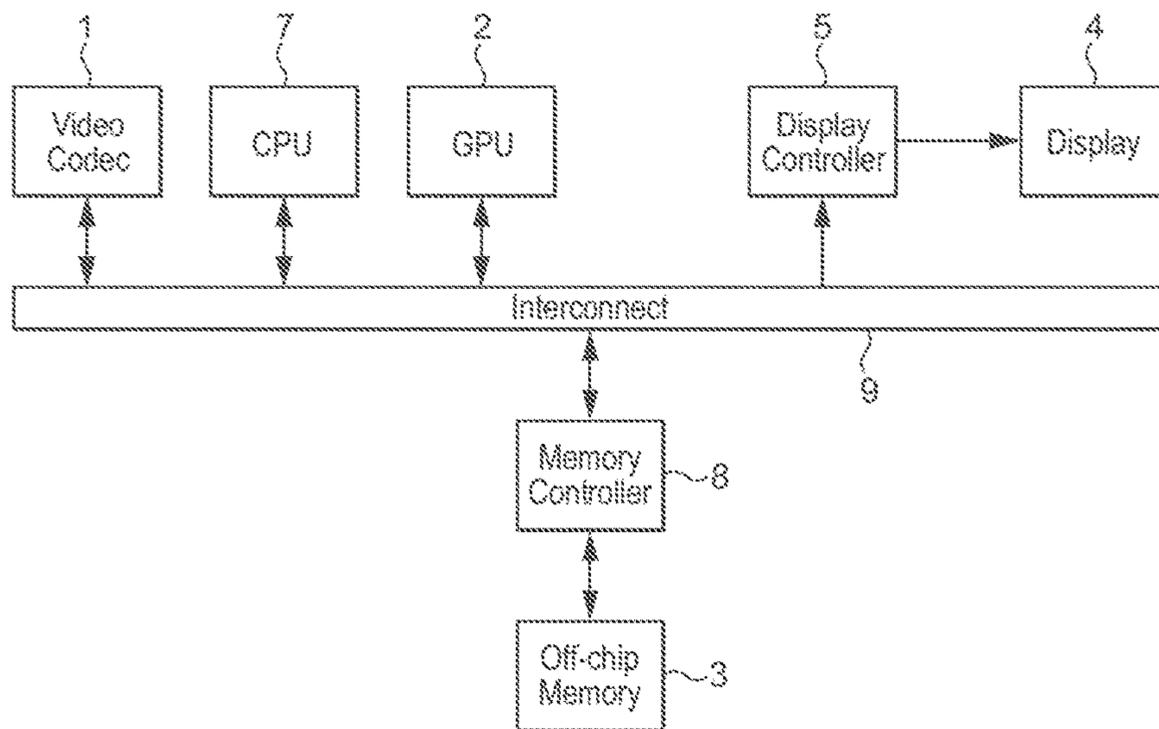 1
7
2
5
4
Video
Codec
CPU
GPU
Display
Controller
Display
Interconnect
9
Memory
Controller
8
Off-chip
Memory
3